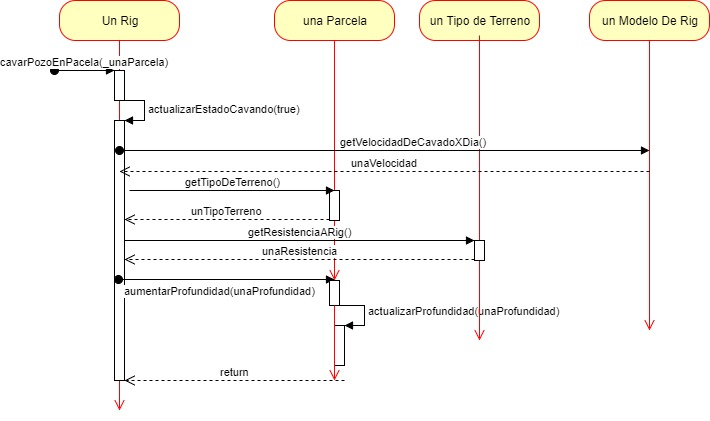 Un Rig
una Parcela
un Tipo de Terreno
un Modelo De Rig
cavarPozoEnPacela(_unaParcela)
actualizarEstadoCavando(true)
getVelocidadDeCavadoXDia()
unaVelocidad
getTipoDeTerreno()
unTipoTerreno
getResistenciaARig()
unaResistencia
aumentarProfundidad(unaProfundidad)
actualizarProfundidad(unaProfundidad)
return